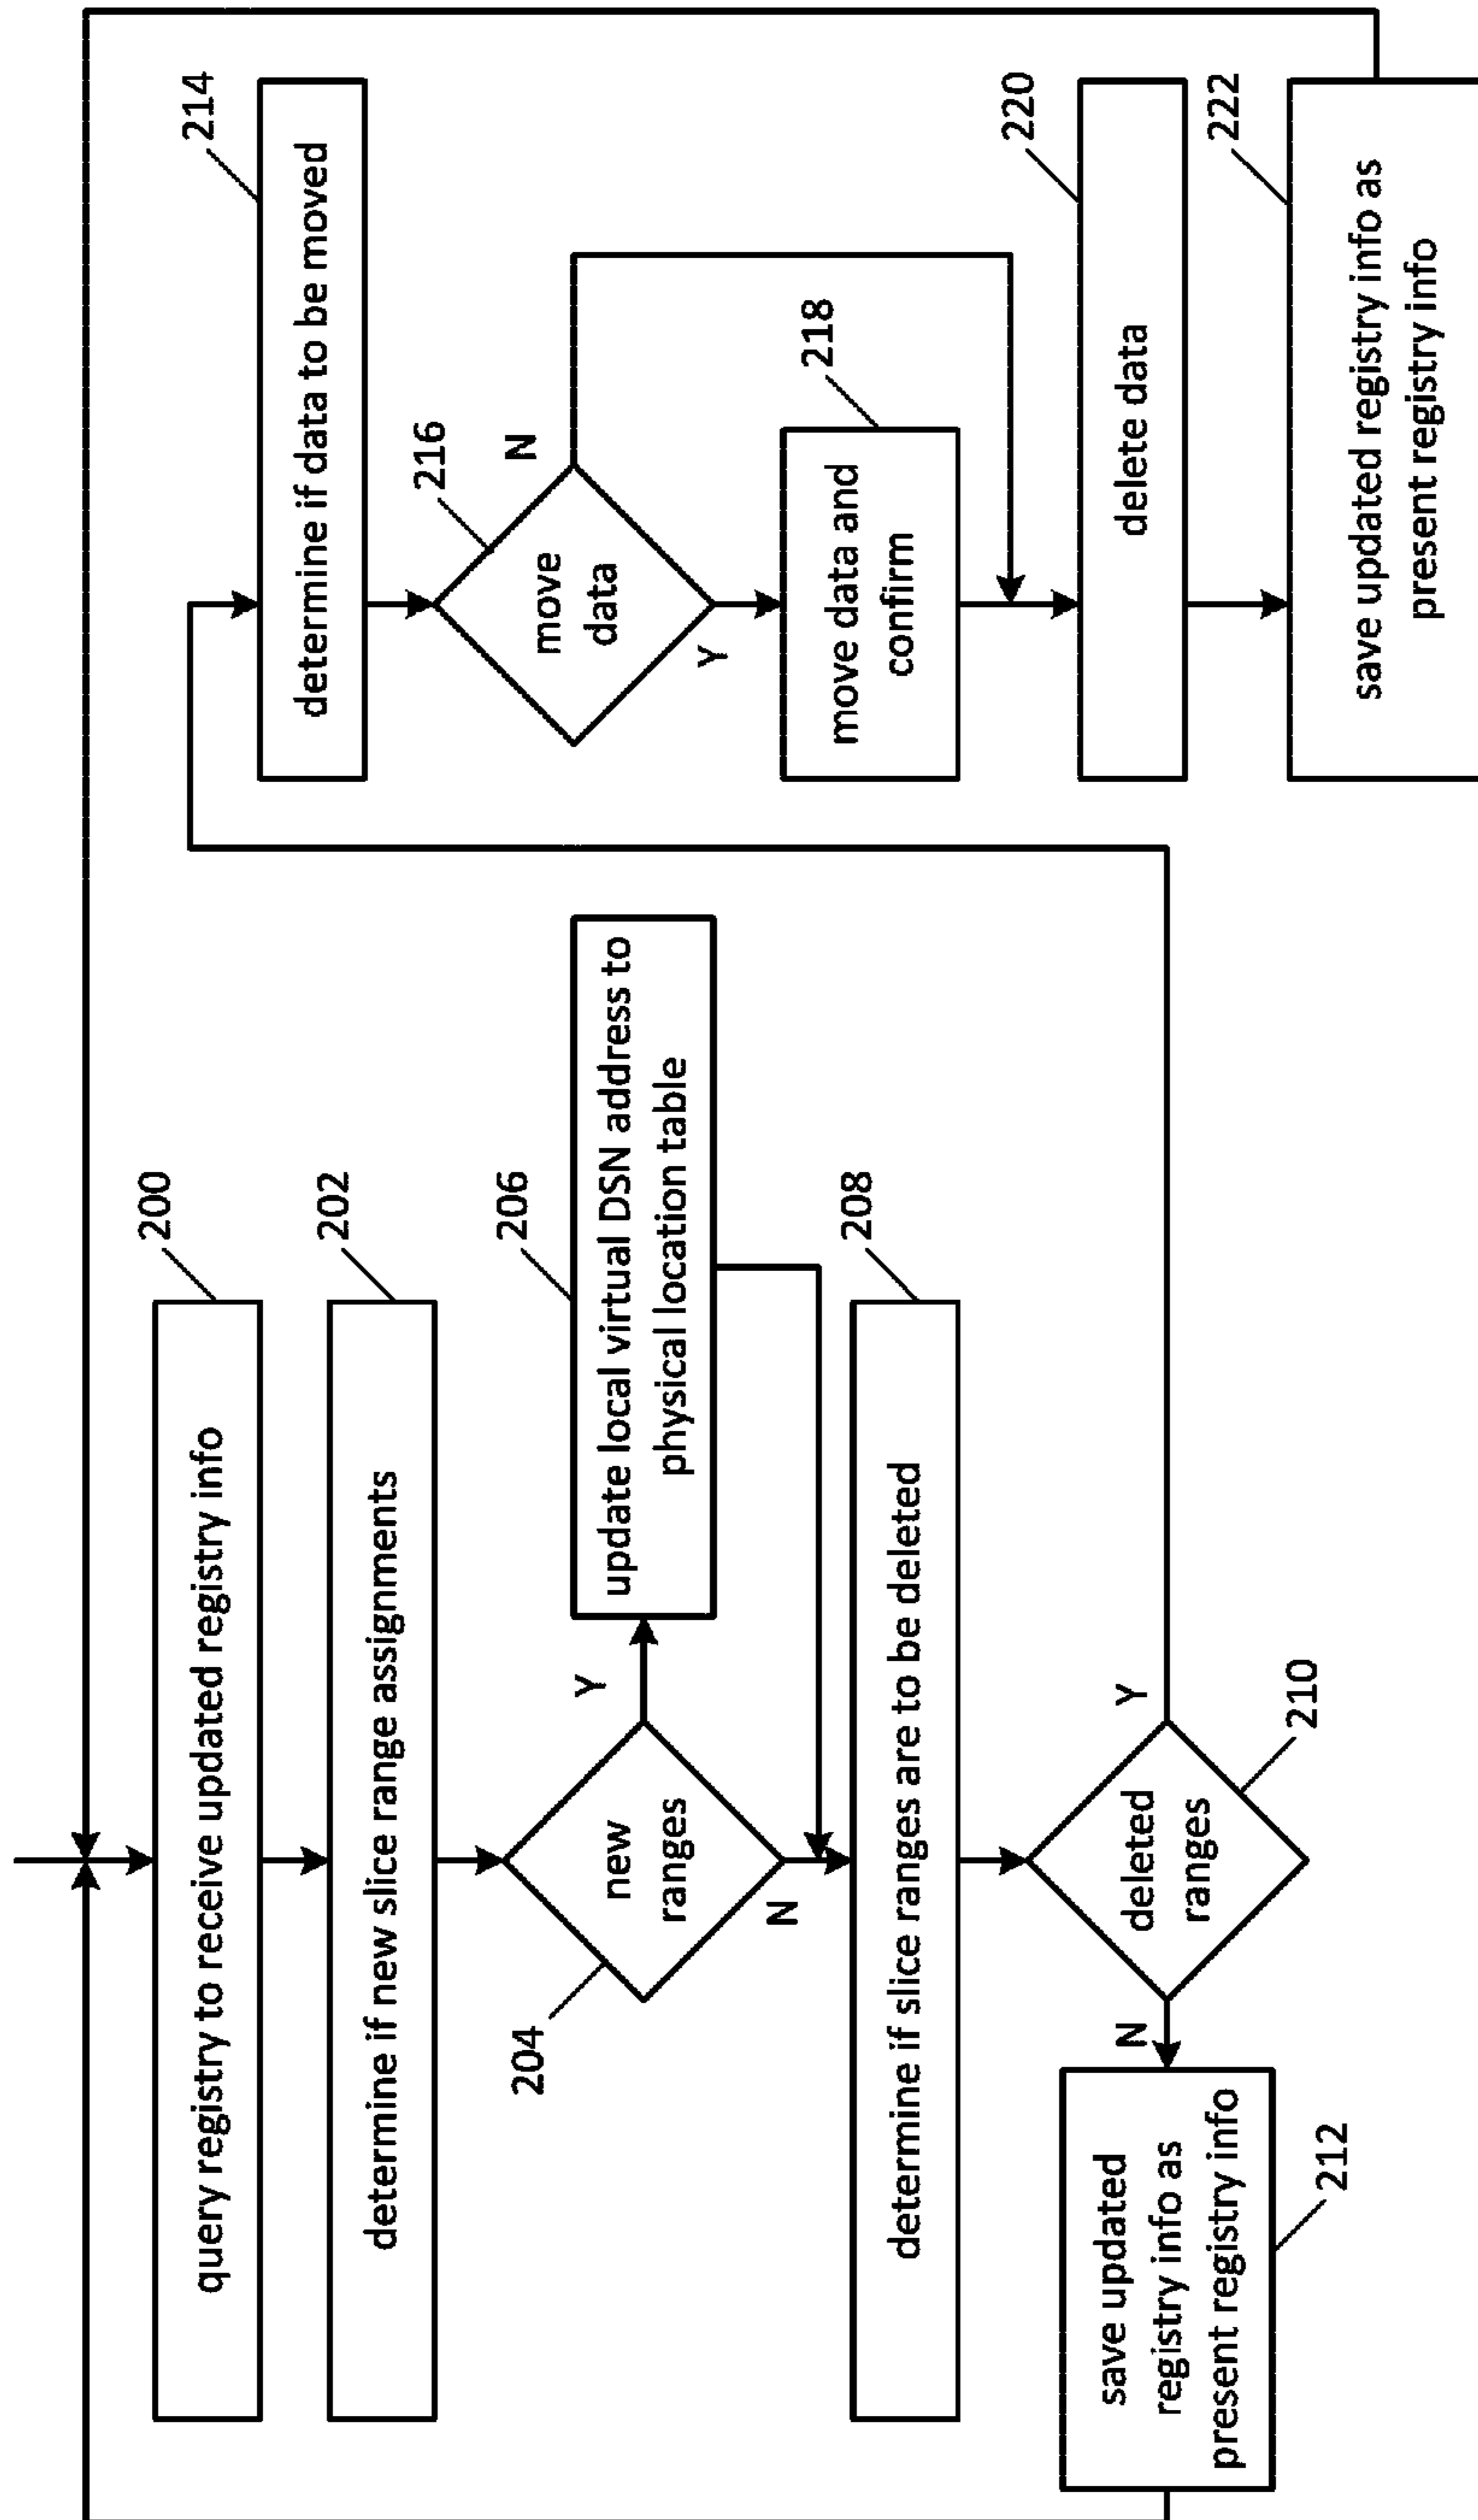 200
query registry to receive updated registry info
202
determine if new slice range assignments
204
new
ranges
Y
N
206
update local virtual DSN address to
physical location table
208
determine if slice ranges are to be deleted
210
deleted
ranges
N
Y
save updated
registry info as
present registry info
212
214
determine if data to be moved
216
move
data
N
Y
218
move data and
confirm
220
delete data
222
save updated registry info as
present registry info